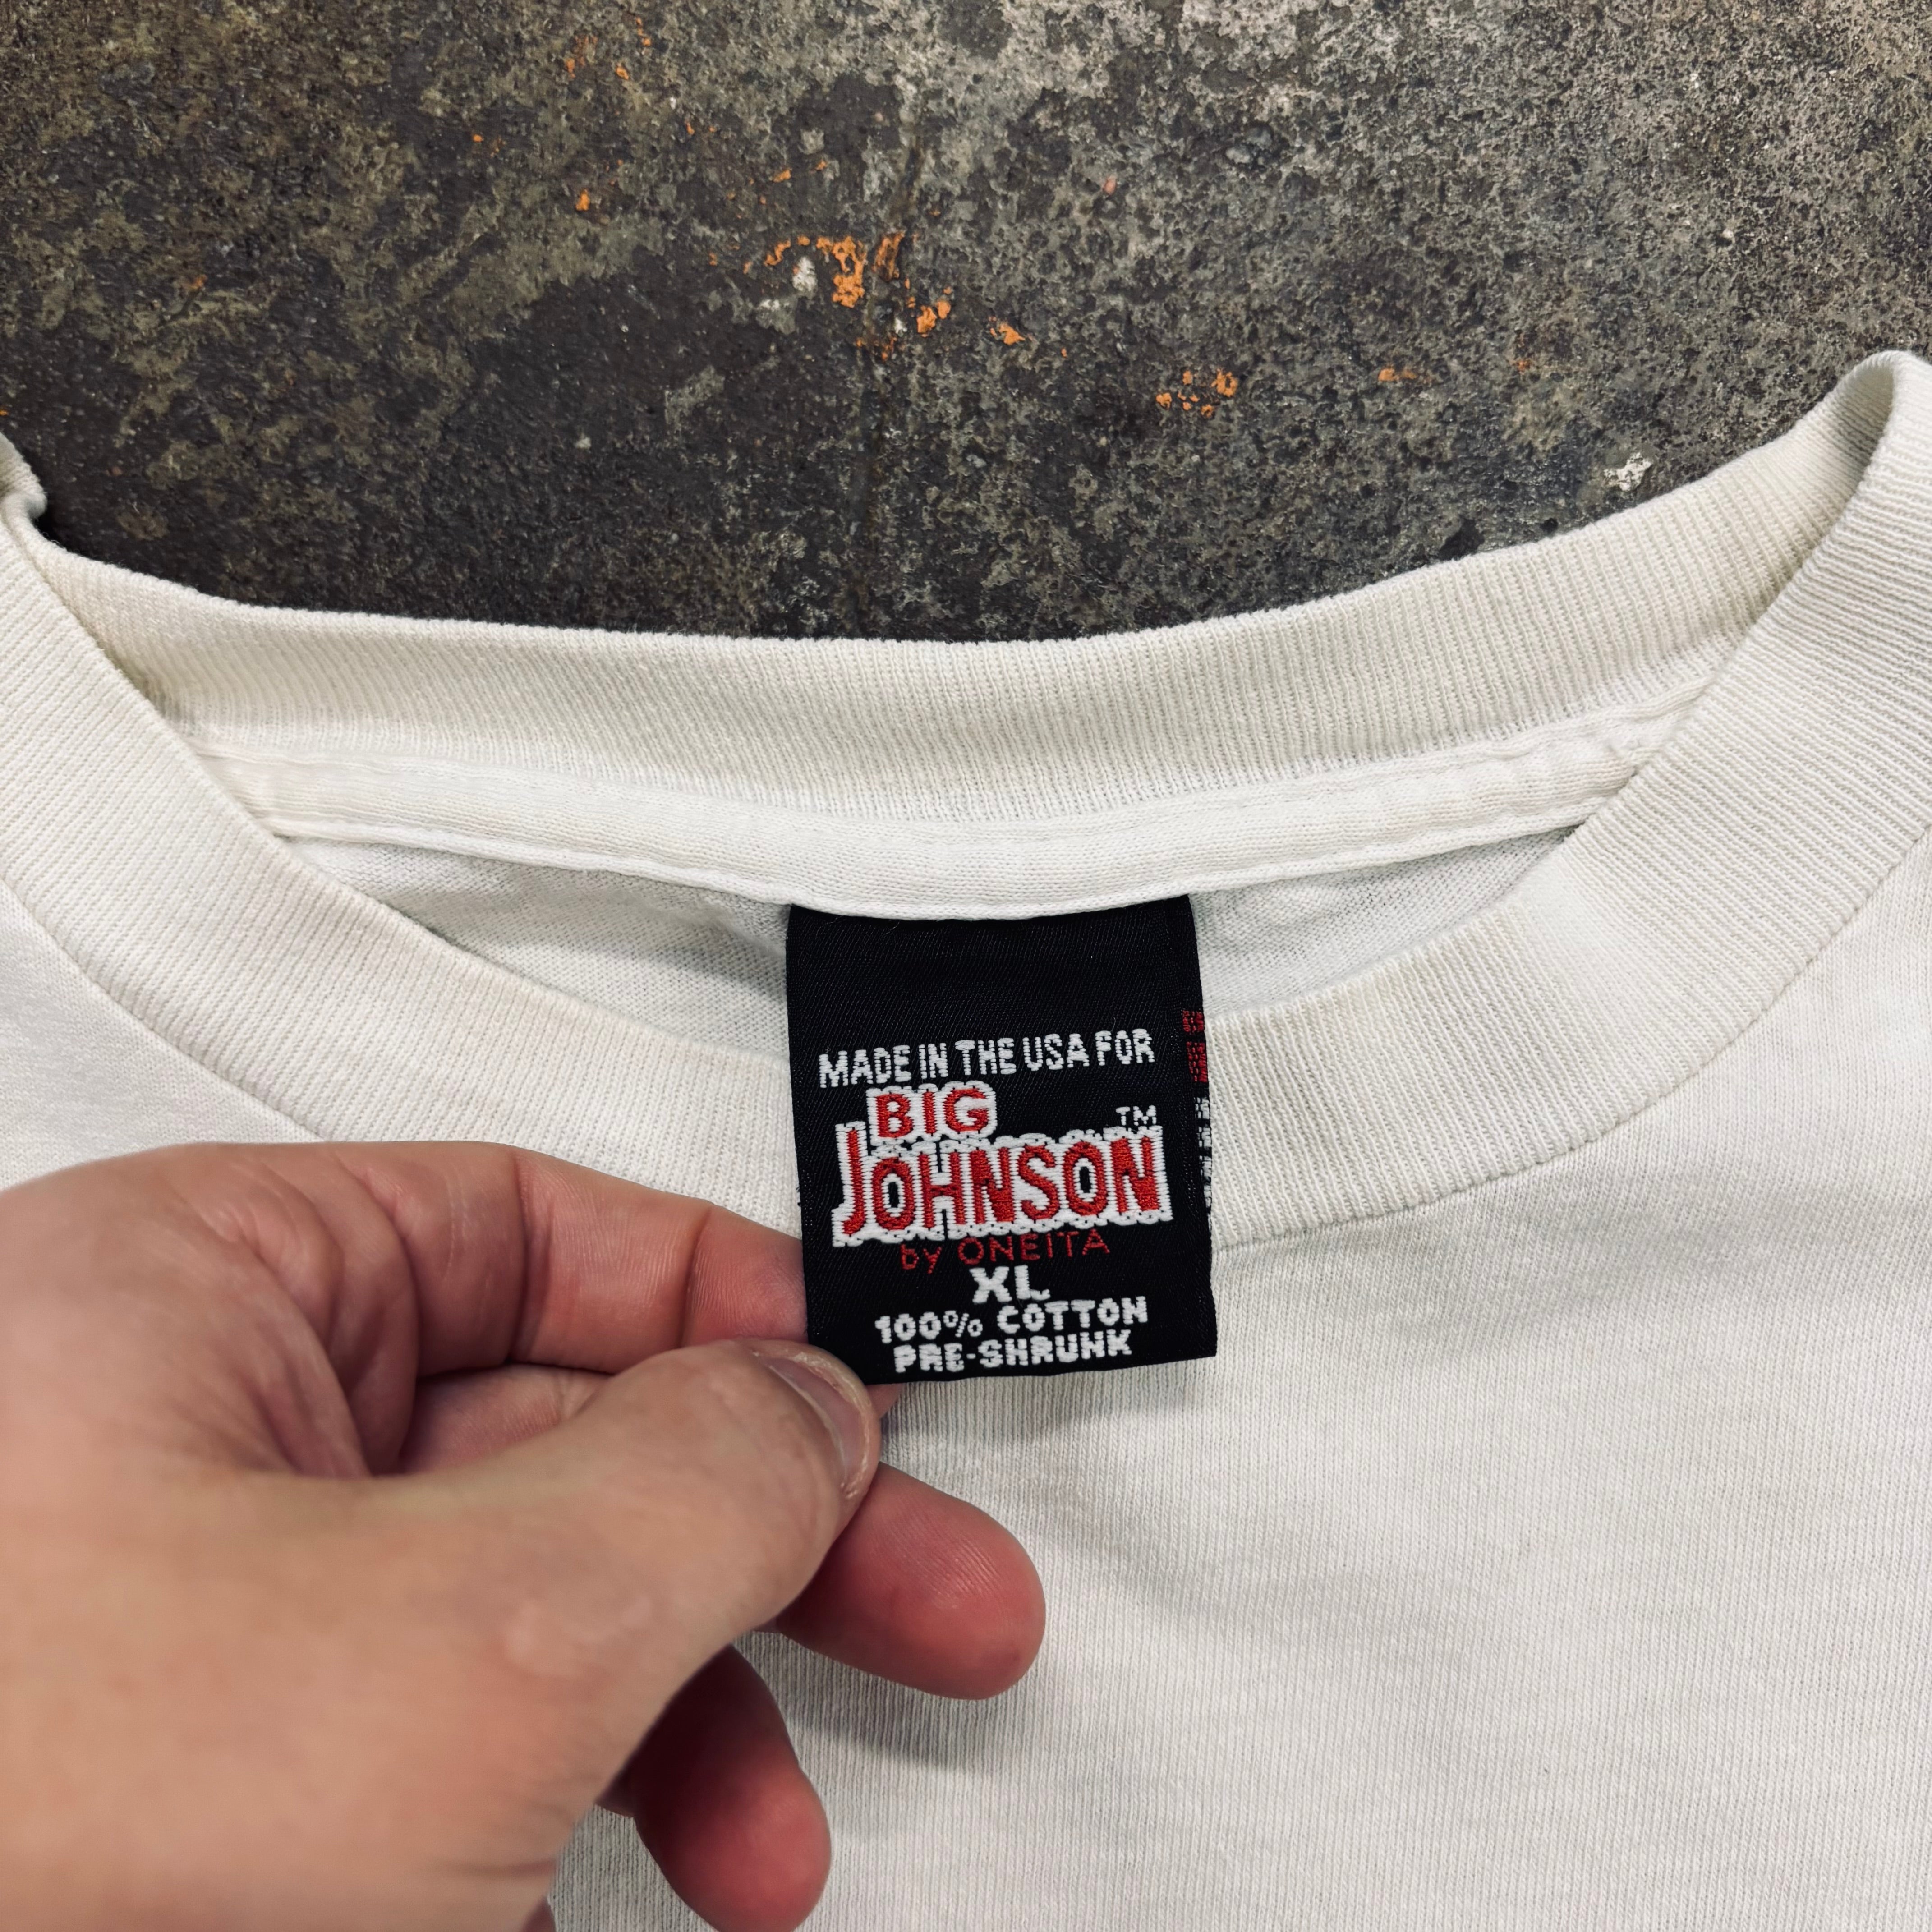 MADE IN THE USA FOR
BIG
JOHNSON™
by ONEITA
XL
100% COTTON
PRE-SHRUNK